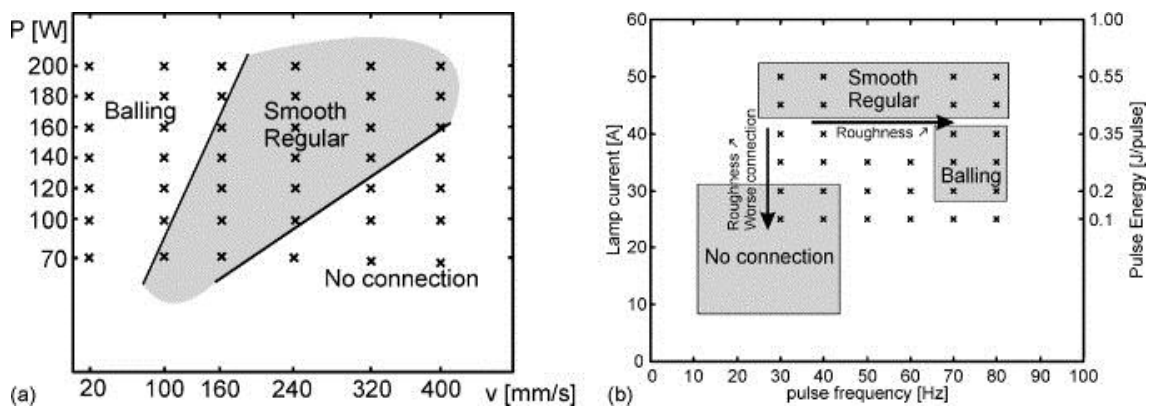 P [W]
200
180
160
140
120
100
70
Balling
Smooth
Regular
No connection
(a)
20 100 160 240 320 400 v [mm/s]
60
50
40
30
20
10
0
Lamp current [A]
Smooth
Regular
Roughness ↗
Roughness ↗
Worse connection
Balling
No connection
1.00
0.55
0.35
0.2
0.1
Pulse Energy [J/pulse]
(b)
0 10 20 30 40 50 60 70 80 90 100
pulse frequency [Hz]